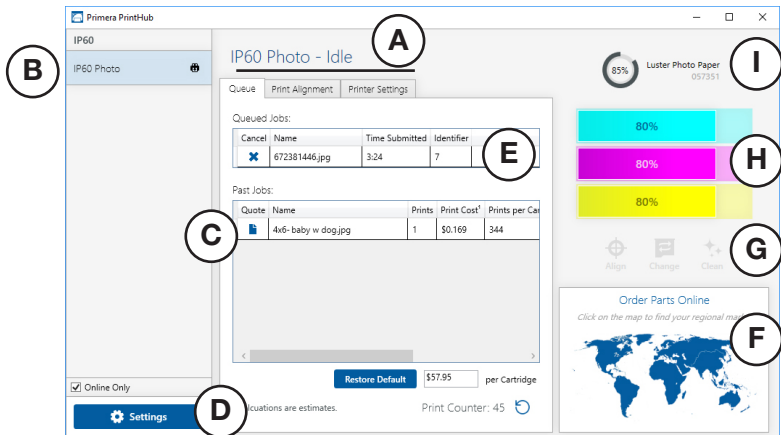 Primera PrintHub
IP60
B
IP60 Photo
IP60 Photo - Idle
A
85%
Luster Photo Paper
057351
I
Queue
Print Alignment
Printer Settings
Queued Jobs:
Cancel Name Time Submitted Identifier
672381446.jpg 3:24 7
E
80%
80%
80%
H
Past Jobs:
Quote Name Prints Print Cost¹ Prints per Car
4x6- baby w dog.jpg 1 $0.169 344
C
Align
Change
Clean
G
Order Parts Online
Click on the map to find your regional
F
Restore Default
$57.95
per Cartridge
Online Only
Settings
D
are estimates.
Print Counter: 45